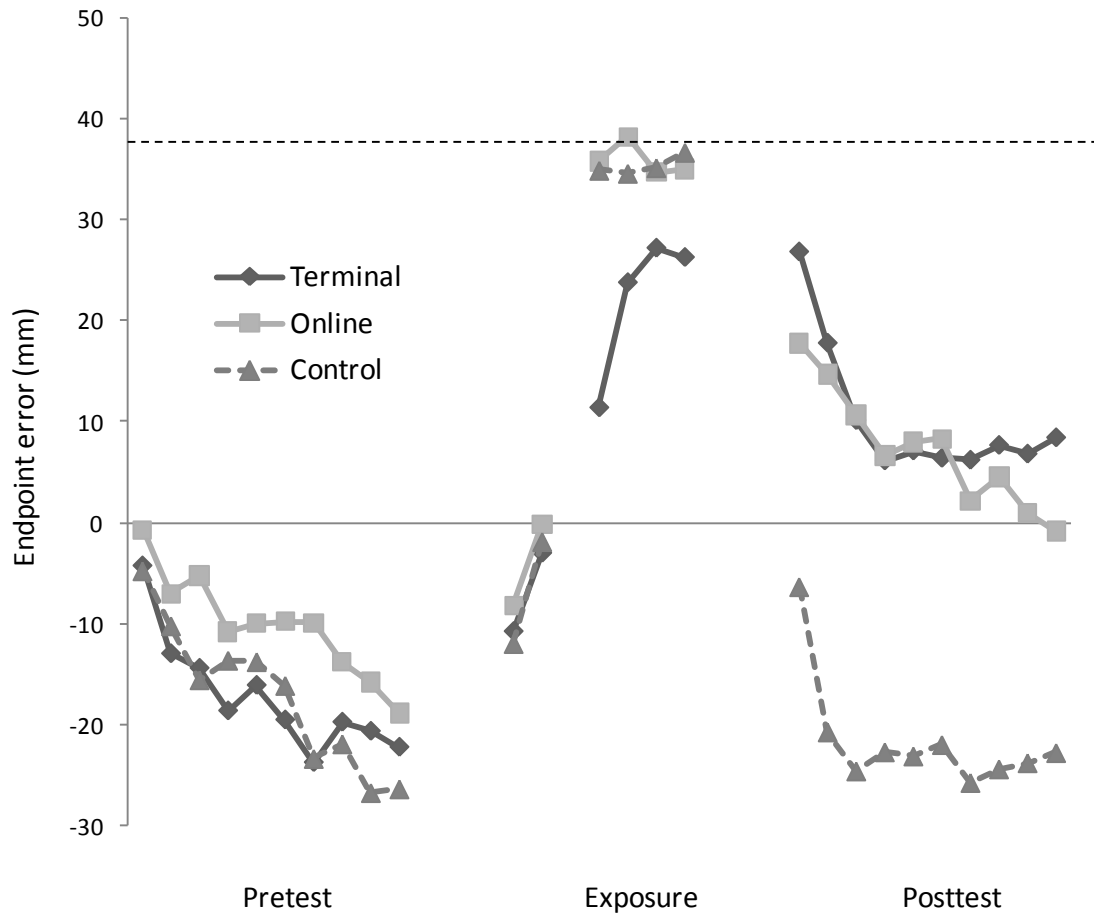 50
40
30
20
10
0
-10
-20
-30
Endpoint error (mm)
Terminal
Online
Control
Pretest
Exposure
Posttest